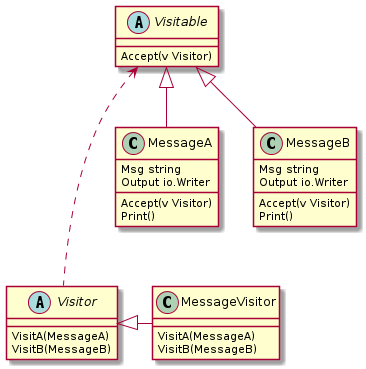 A Visitable
Accept(v Visitor)
C MessageA
Msg string
Output io.Writer
Accept(v Visitor)
Print()
C MessageB
Msg string
Output io.Writer
Accept(v Visitor)
Print()
A Visitor
VisitA(MessageA)
VisitB(MessageB)
C MessageVisitor
VisitA(MessageA)
VisitB(MessageB)